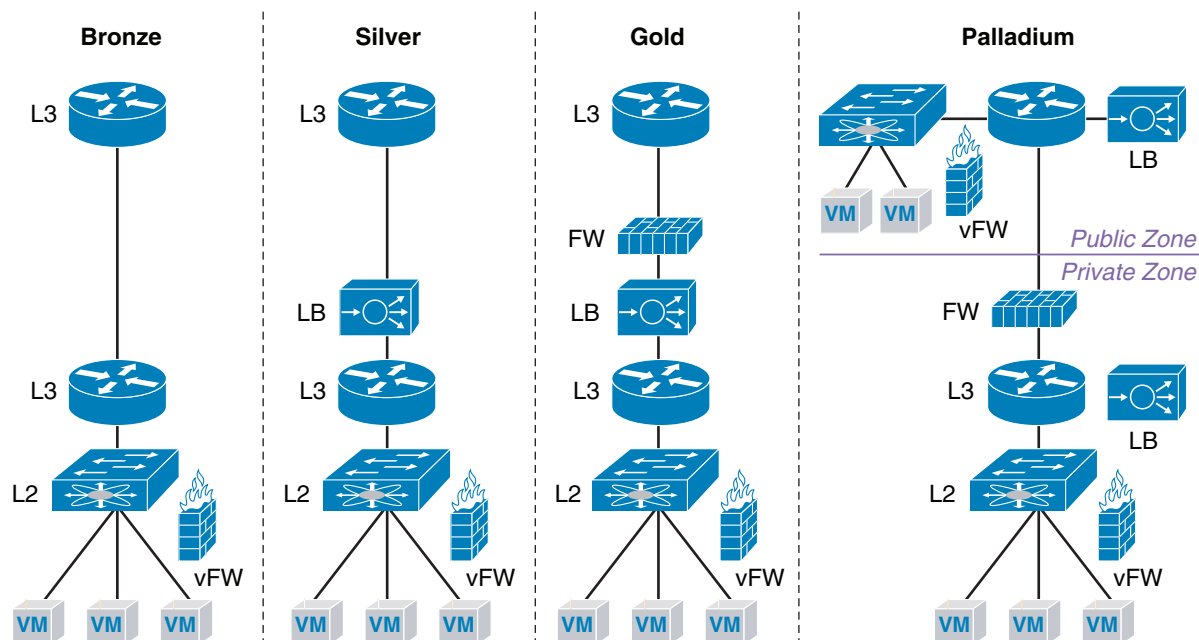 Bronze
L3
L3
L2
vFW
VM
VM
VM
Silver
L3
LB
L3
L2
vFW
VM
VM
VM
Gold
L3
FW
LB
L3
L2
vFW
VM
VM
VM
Palladium
LB
VM
VM
vFW
Public Zone
Private Zone
FW
L3
LB
L2
vFW
VM
VM
VM